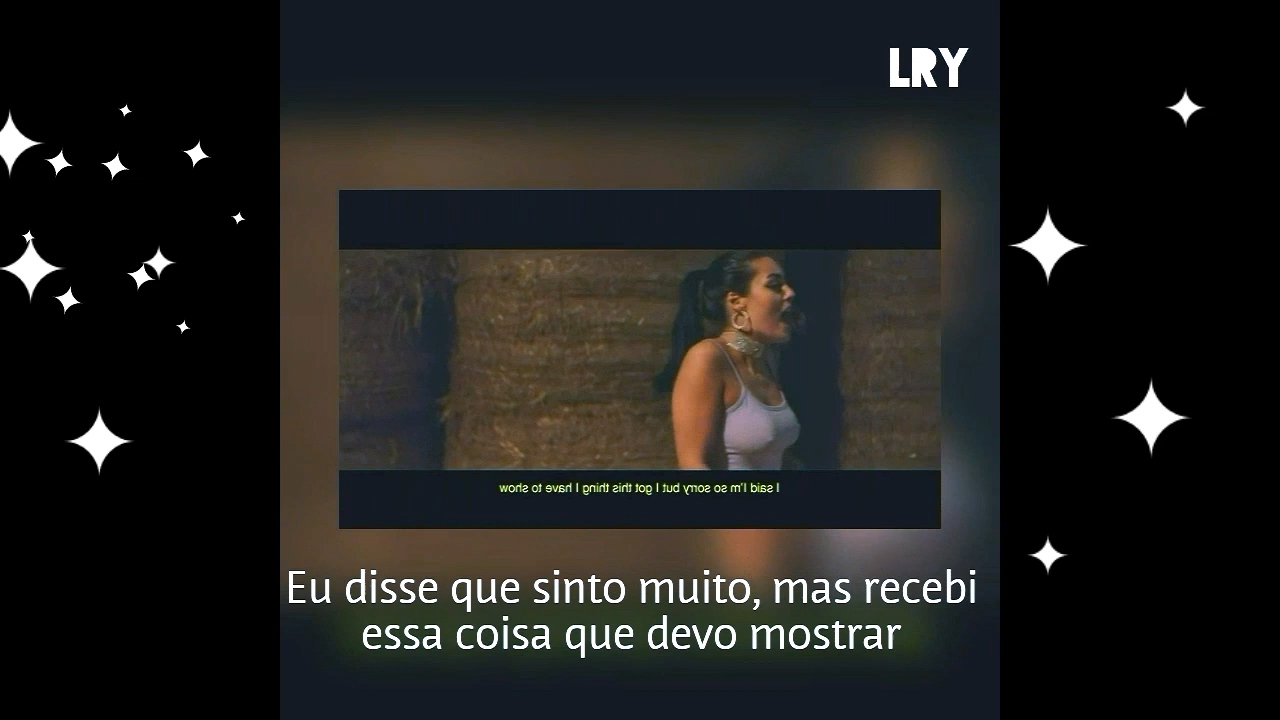 LRY
I said I'm so sorry but I got this thing I have to show
Eu disse que sinto muito, mas recebi
essa coisa que devo mostrar